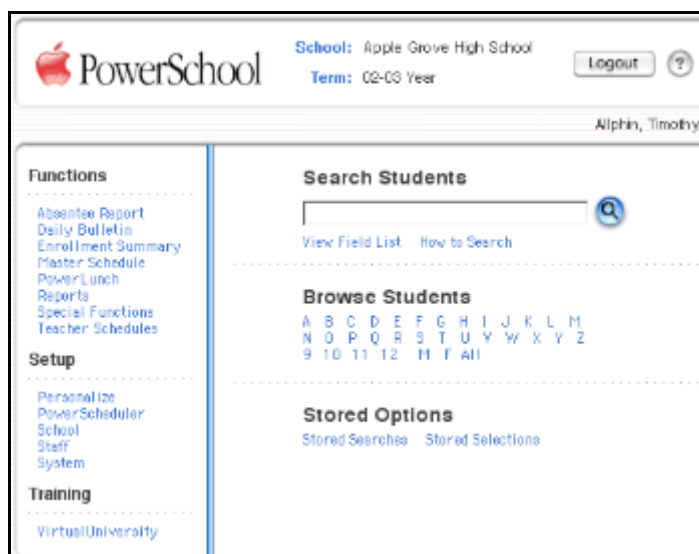 PowerSchool
School: Apple Grove High School
Term: 02-03 Year
Logout
?
Allphin, Timothy
Functions
Absentee Report
Daily Bulletin
Enrollment Summary
Master Schedule
PowerLunch
Reports
Special Functions
Teacher Schedules
Setup
Personalize
PowerScheduler
School
Staff
System
Training
VirtualUniversity
Search Students
View Field List How to Search
Browse Students
A B C D E F G H I J K L M
N O P Q R S T U V W X Y Z
9 10 11 12 M F All
Stored Options
Stored Searches Stored Selections